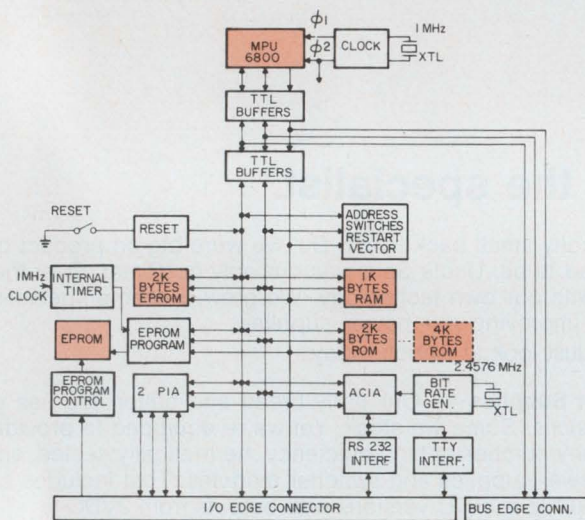 ϕ1
1 MHz
MPU
6800
ϕ2
CLOCK
XTL
TTL
BUFFERS
TTL
BUFFERS
the specialist
RESET
RESET
ADDRESS
SWITCHES
RESTART
VECTOR
1MHz
CLOCK
INTERNAL
TIMER
2K
BYTES
EPROM
1K
BYTES
RAM
EPROM
EPROM
PROGRAM
2K
BYTES
ROM
4K
BYTES
ROM
2.4576 MHz
EPROM
PROGRAM
CONTROL
2 PIA
ACIA
BIT
RATE
GEN.
XTL
RS 232
INTERF
TTY
INTERF.
I/O EDGE CONNECTOR
BUS EDGE CONN.